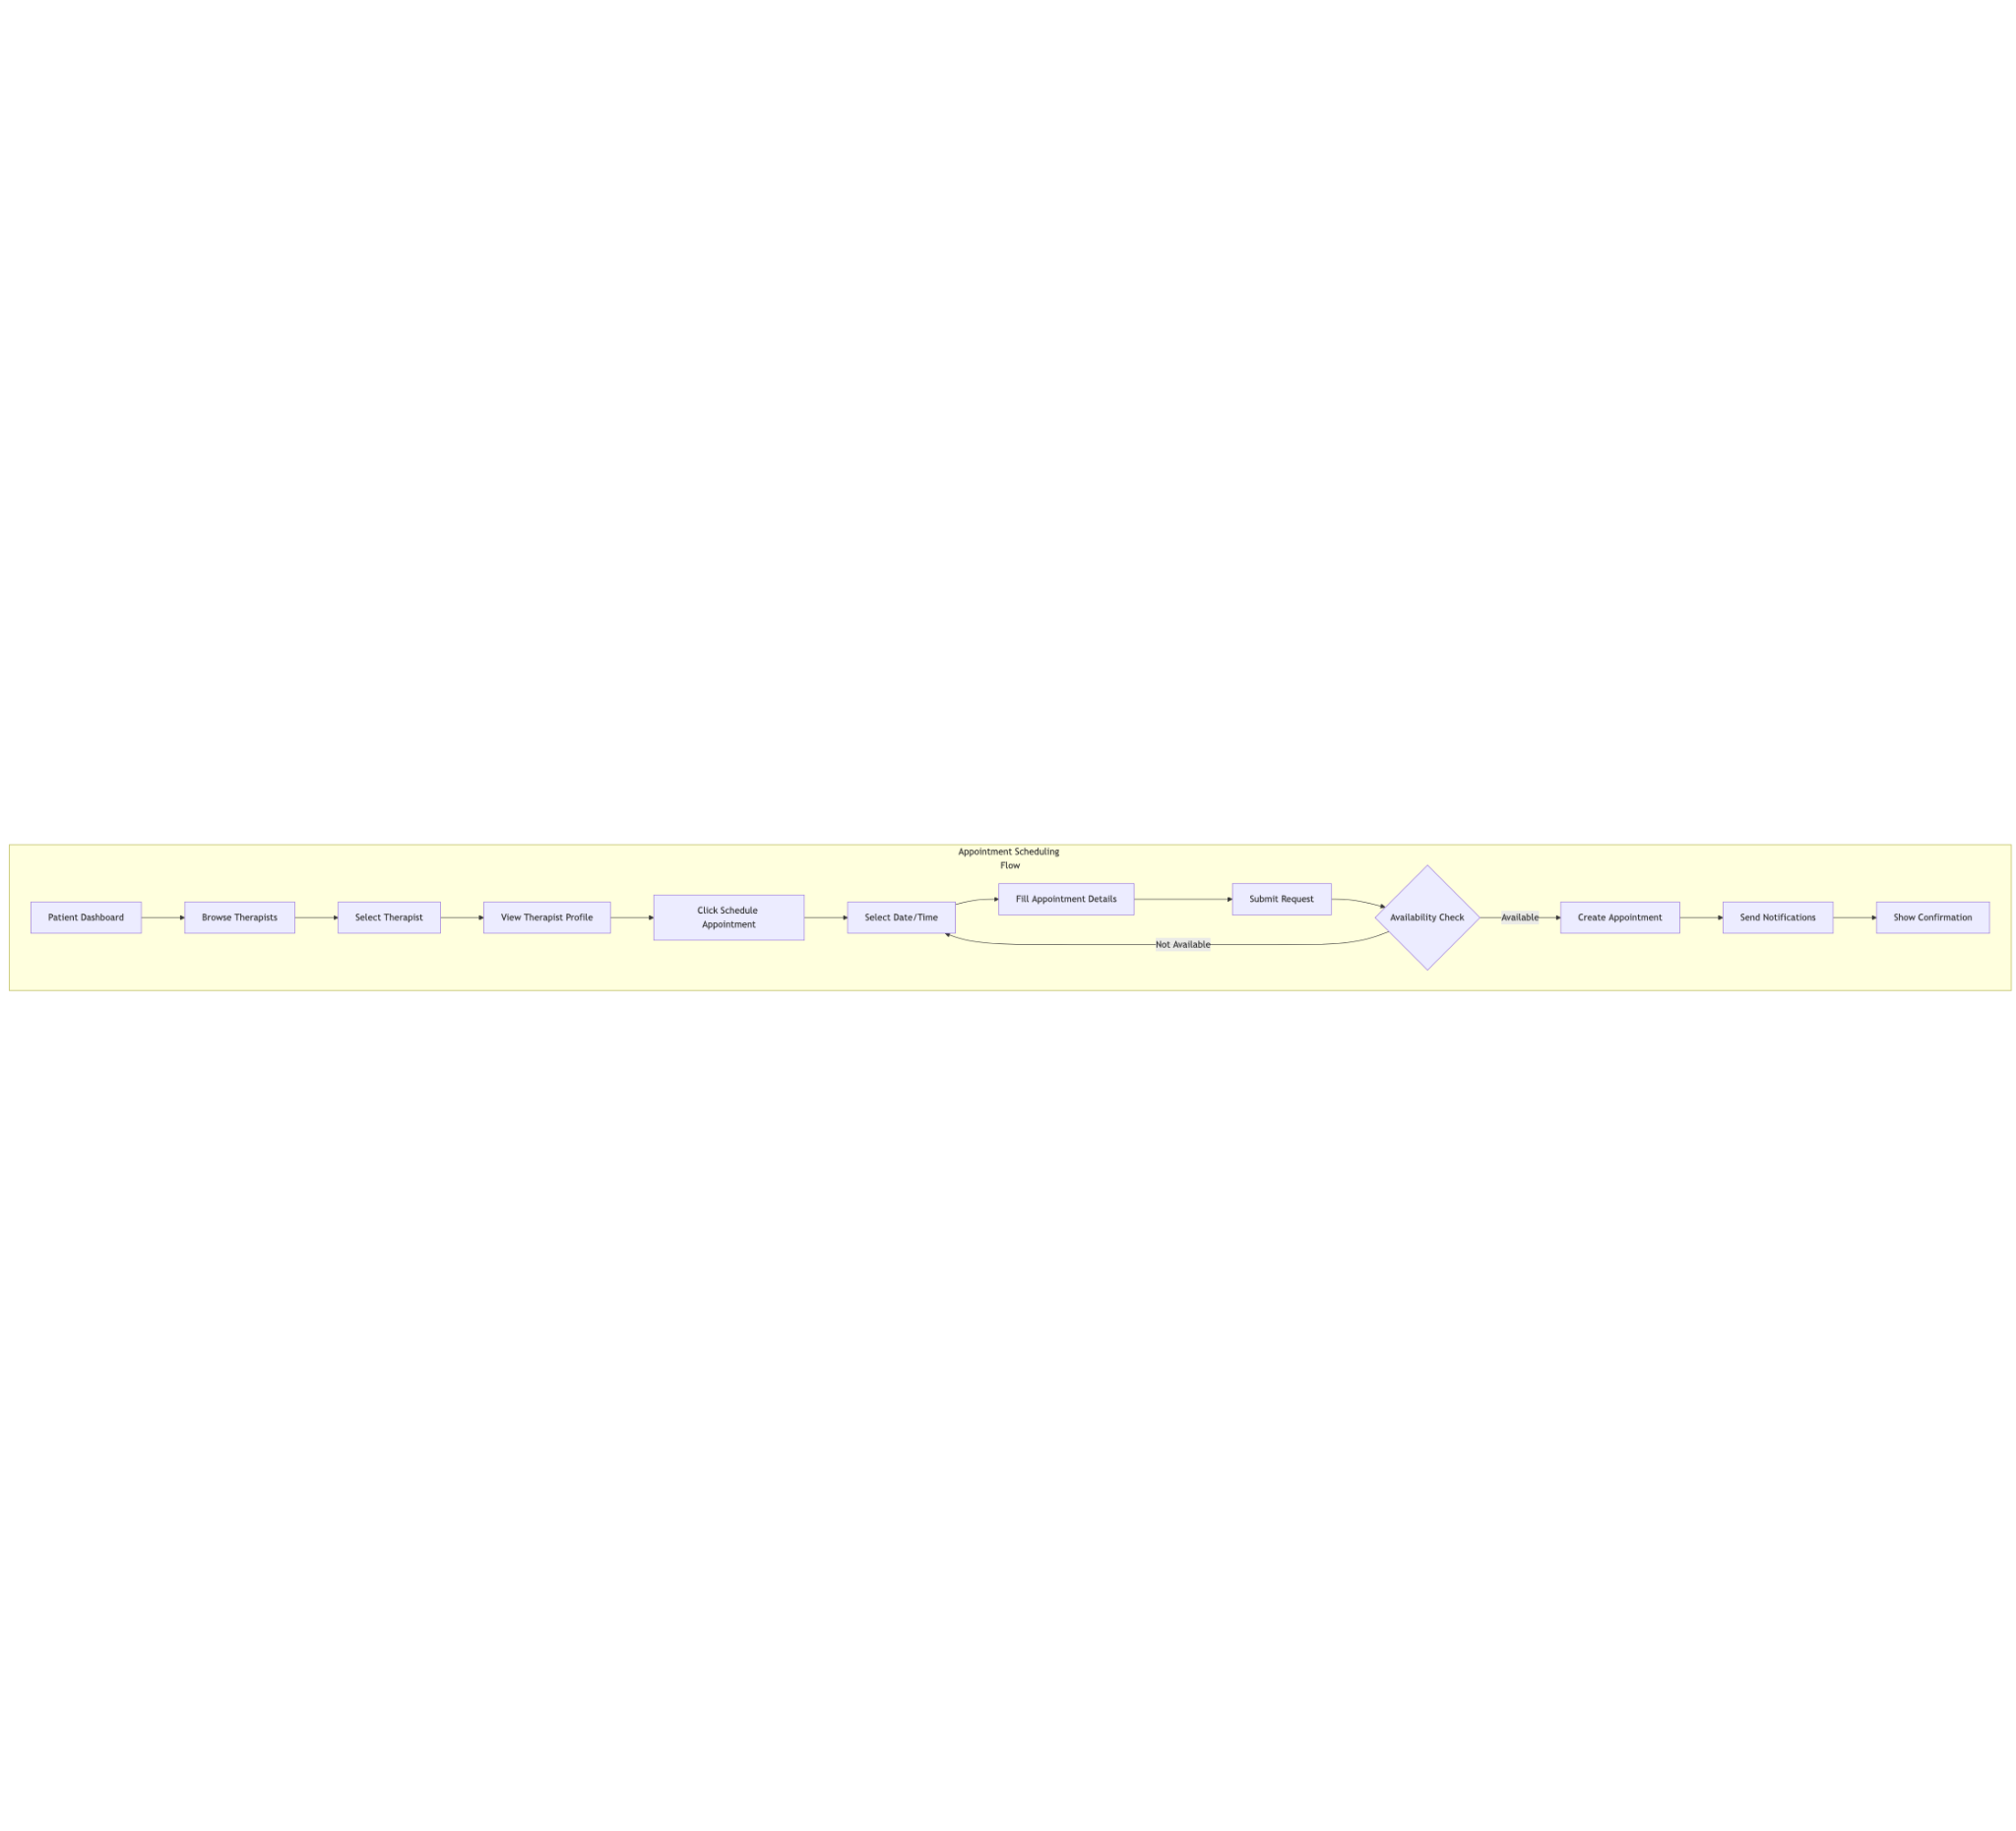 Appointment Scheduling
Flow
Patient Dashboard
Browse Therapists
Select Therapist
View Therapist Profile
Click Schedule
Appointment
Select Date/Time
Fill Appointment Details
Submit Request
Availability Check
Not Available
Available
Create Appointment
Send Notifications
Show Confirmation